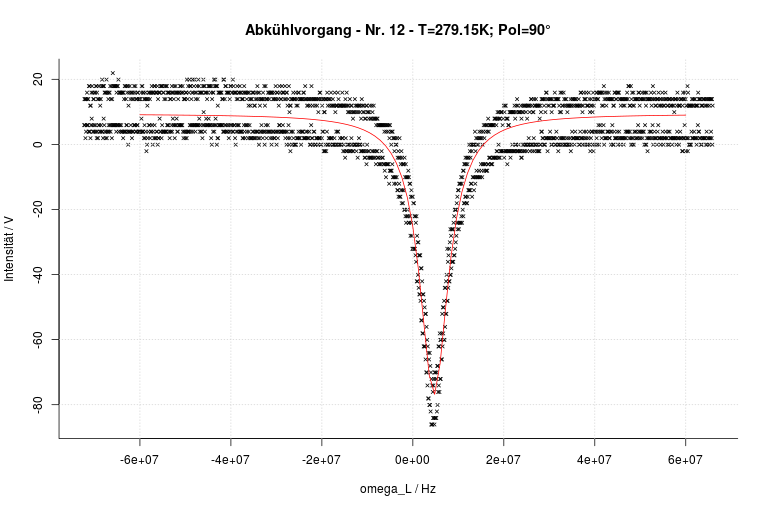 Abkühlvorgang - Nr. 12 - T=279.15K; Pol=90°
Intensität / V
20
0
-20
-40
-60
-80
-6e+07 -4e+07 -2e+07 0e+00 2e+07 4e+07 6e+07
omega_L / Hz